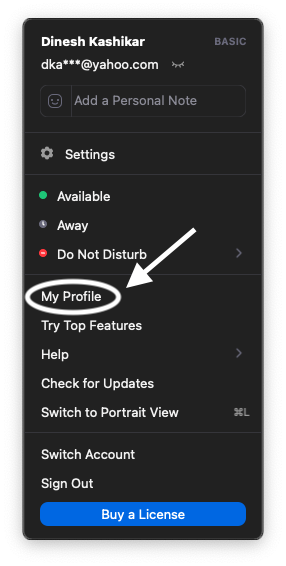 Dinesh Kashikar BASIC
dka***@yahoo.com
Add a Personal Note
Settings
Available
Away
Do Not Disturb
My Profile
Try Top Features
Help
Check for Updates
Switch to Portrait View ⌘L
Switch Account
Sign Out
Buy a License